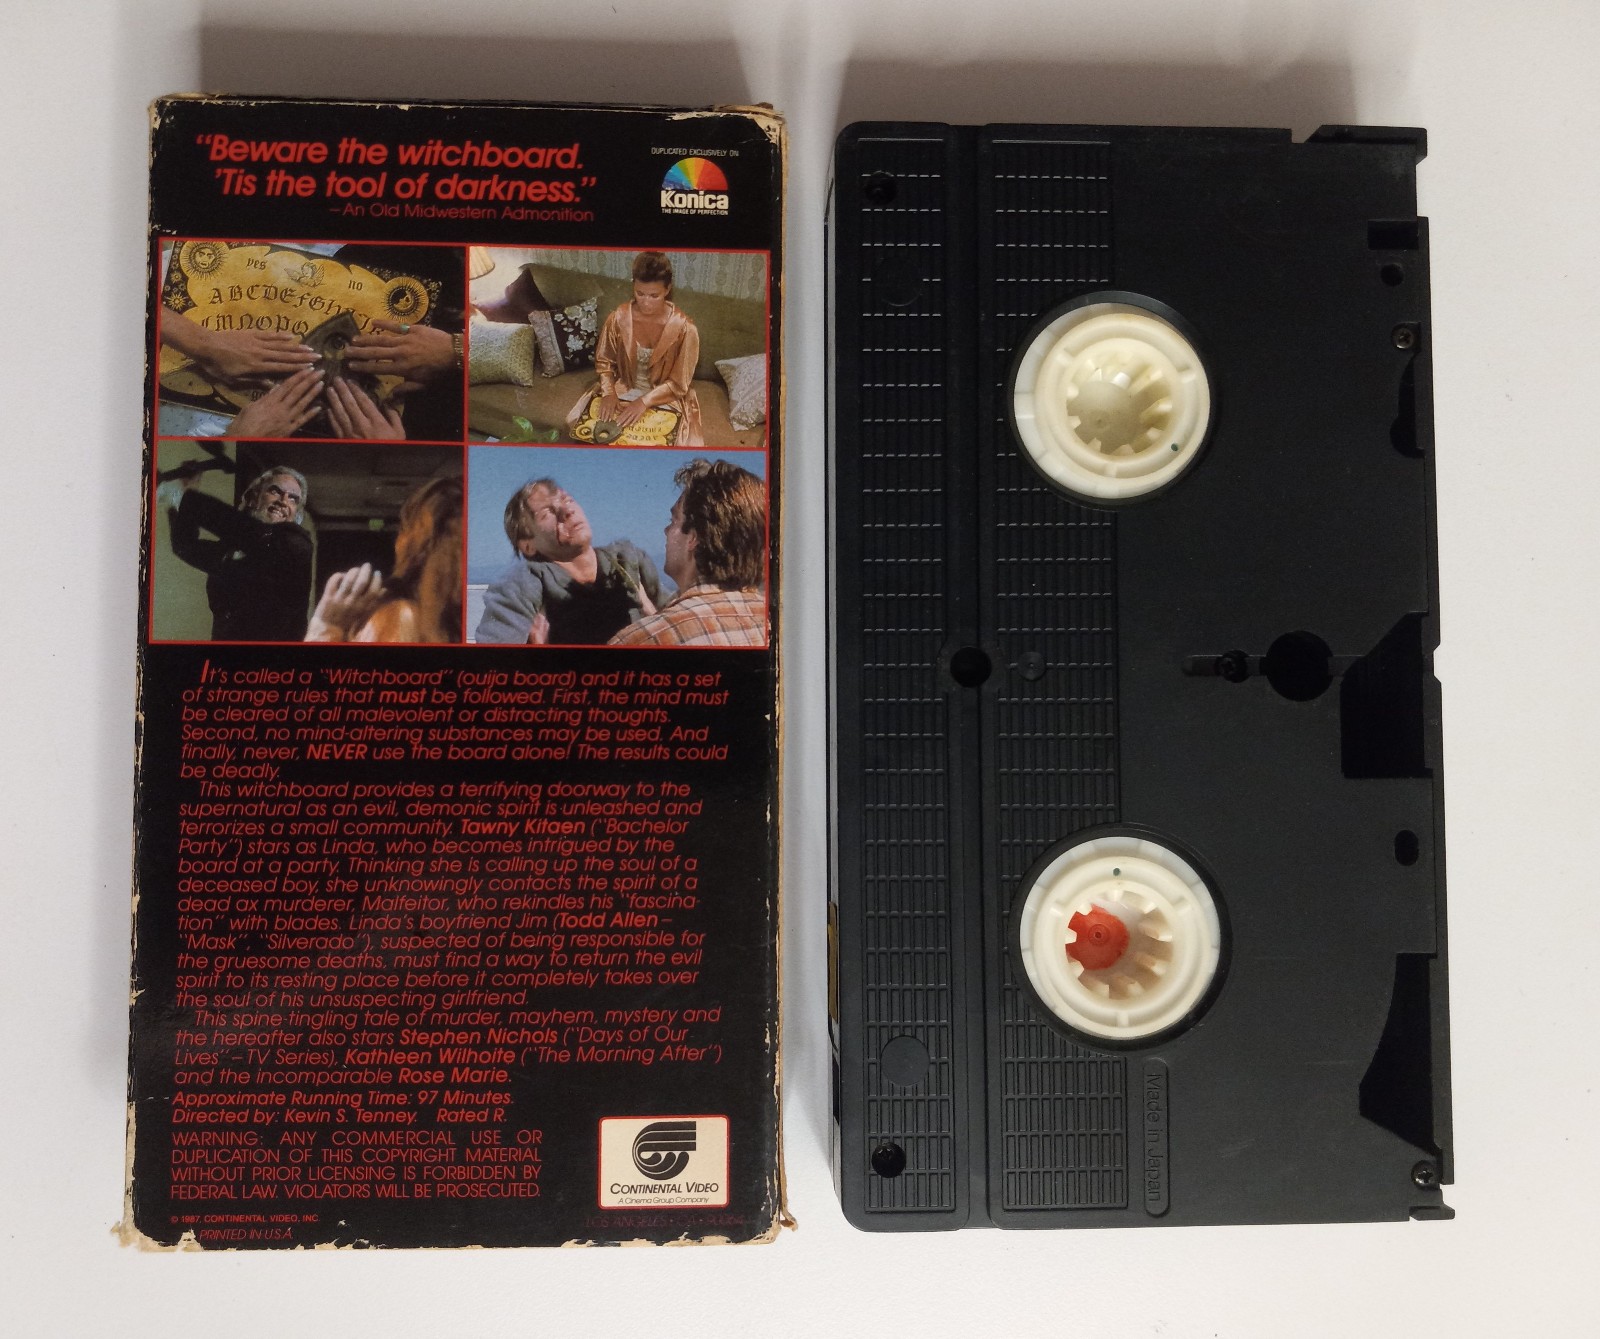 "Beware the witchboard.
'Tis the tool of darkness."
—An Old Midwestern Admonition
DUPLICATED EXCLUSIVELY ON
Konica
THE IMAGE OF PERFECTION
yes
no
ABCDEFGH
LMNOPQ
It's called a "Witchboard" (ouija board) and it has a set
of strange rules that must be followed. First, the mind must
be cleared of all malevolent or distracting thoughts.
Second, no mind-altering substances may be used. And
finally, never, NEVER use the board alone! The results could
be deadly.
This witchboard provides a terrifying doorway to the
supernatural as an evil, demonic spirit is unleashed and
terrorizes a small community. Tawny Kitaen ("Bachelor
Party") stars as Linda, who becomes intrigued by the
board at a party. Thinking she is calling up the soul of a
deceased boy, she unknowingly contacts the spirit of a
dead ax murderer, Malfeitor, who rekindles his "fascina-
tion" with blades. Linda's boyfriend Jim (Todd Allen—
"Mask", "Silverado"), suspected of being responsible for
the gruesome deaths, must find a way to return the evil
spirit to its resting place before it completely takes over
the soul of his unsuspecting girlfriend.
This spine-tingling tale of murder, mayhem, mystery and
the hereafter also stars Stephen Nichols ("Days of Our
Lives"—TV Series), Kathleen Wilhoite ("The Morning After")
and the incomparable Rose Marie.
Approximate Running Time: 97 Minutes.
Directed by: Kevin S. Tenney. Rated R.
WARNING: ANY COMMERCIAL USE OR
DUPLICATION OF THIS COPYRIGHT MATERIAL
WITHOUT PRIOR LICENSING IS FORBIDDEN BY
FEDERAL LAW. VIOLATORS WILL BE PROSECUTED.
© 1987, CONTINENTAL VIDEO, INC.
PRINTED IN U.S.A.
CONTINENTAL VIDEO
A Cinema Group Company
LOS ANGELES • CA •
Made in Japan